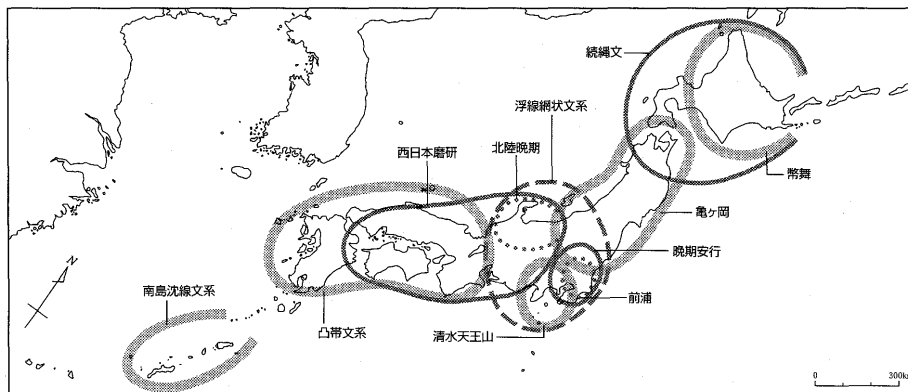 続縄文
浮線網状文系
北陸晩期
西日本磨研
幣舞
亀ヶ岡
晩期安行
前浦
清水天王山
凸帯文系
南島沈線文系
N
0 300km